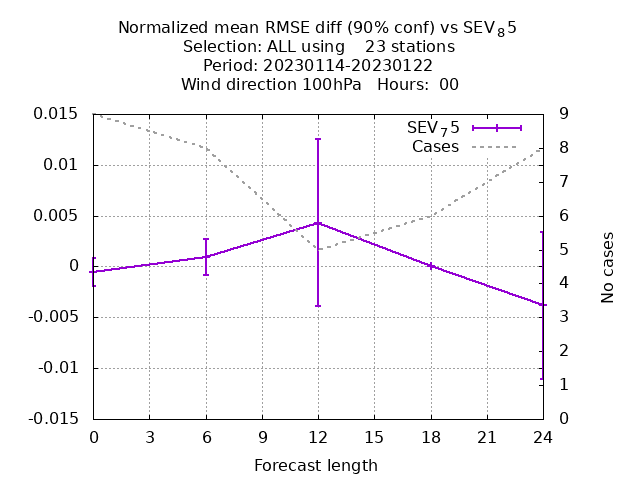 Normalized mean RMSE diff (90% conf) vs SEV₈5
Selection: ALL using    23 stations
Period: 20230114-20230122
Wind direction 100hPa   Hours:  00
SEV₇5
Cases
0.015
0.01
0.005
0
-0.005
-0.01
-0.015
9
8
7
6
5
4
3
2
1
0
No cases
0 3 6 9 12 15 18 21 24
Forecast length